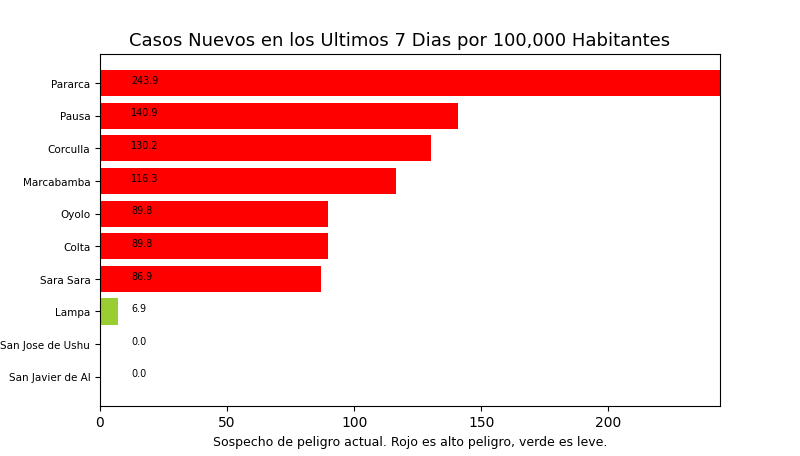 Casos Nuevos en los Ultimos 7 Dias por 100,000 Habitantes
Pararca 243.9
Pausa 140.9
Corculla 130.2
Marcabamba 116.3
Oyolo 89.8
Colta 89.8
Sara Sara 86.9
Lampa 6.9
San Jose de Ushu 0.0
San Javier de Al 0.0
0 50 100 150 200
Sospecho de peligro actual. Rojo es alto peligro, verde es leve.